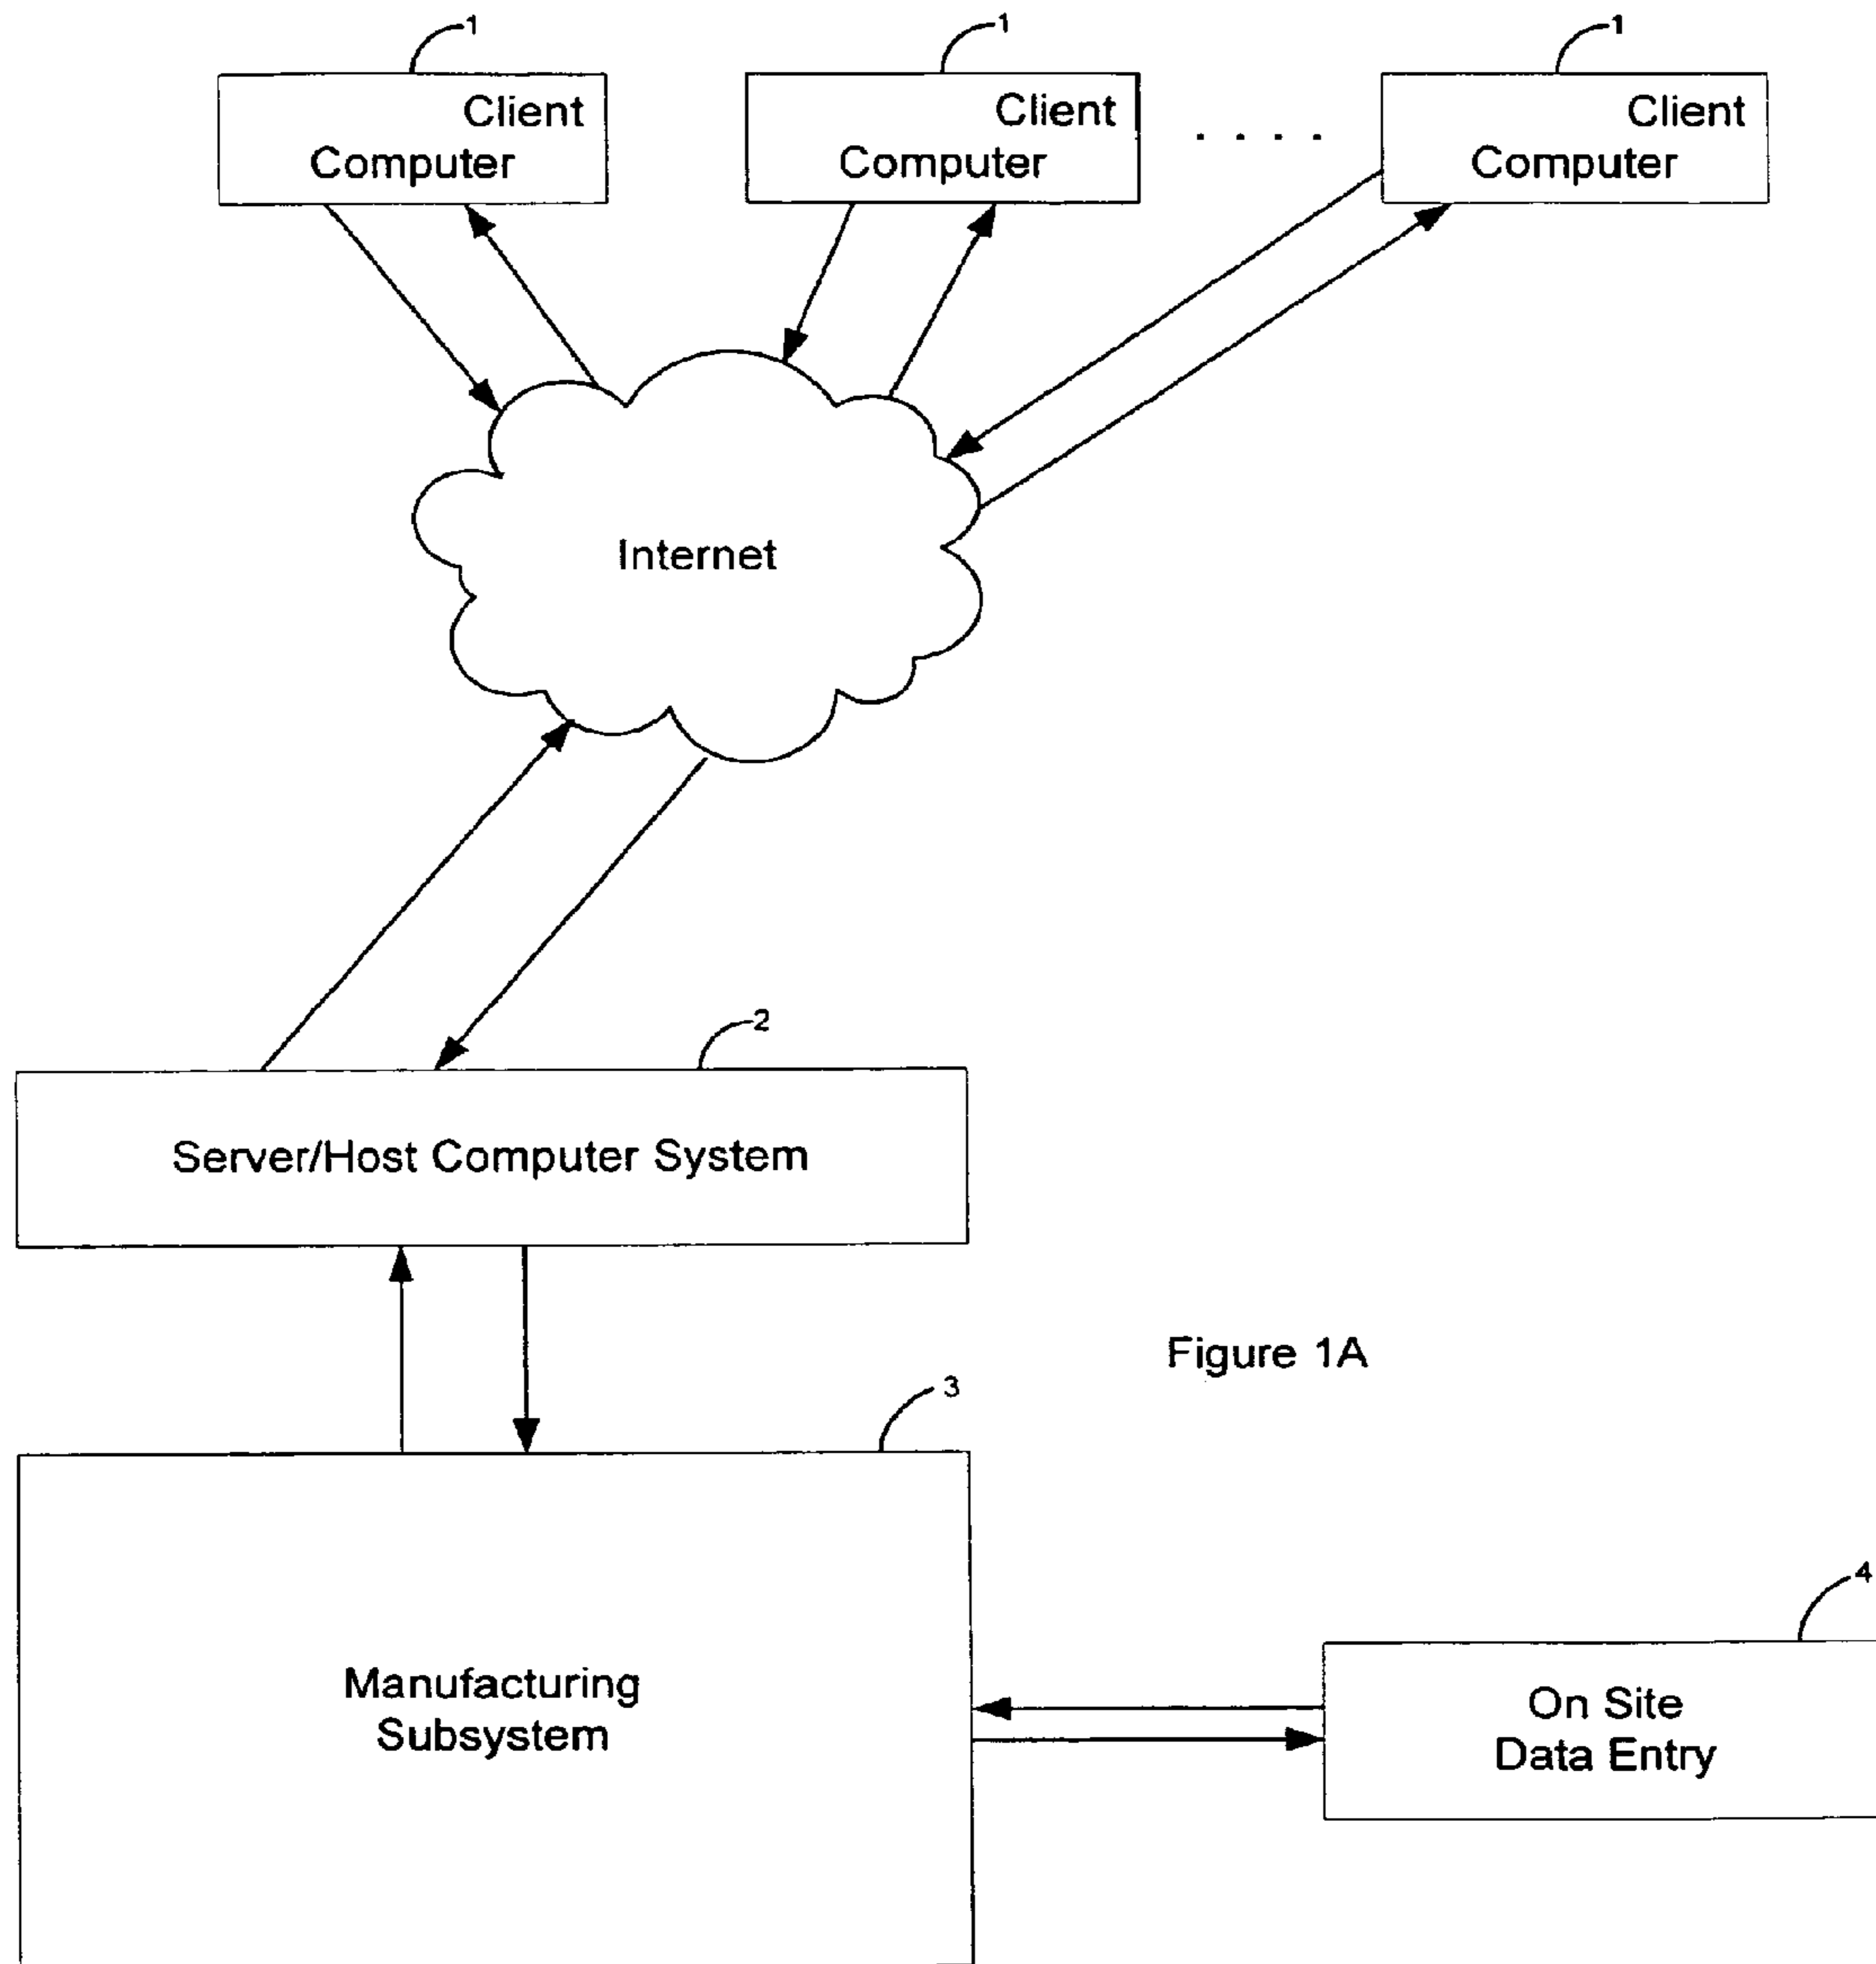 1
1
1
Client
Computer
Client
Computer
. . . .
Client
Computer
Internet
2
Server/Host Computer System
Figure 1A
3
Manufacturing
Subsystem
4
On Site
Data Entry